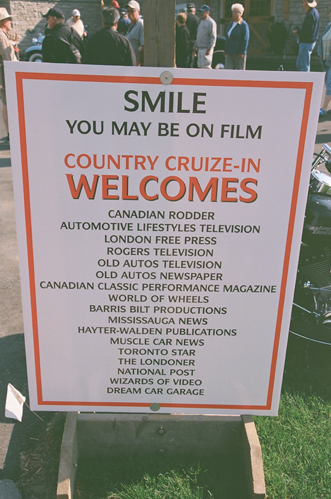 SMILE
YOU MAY BE ON FILM
COUNTRY CRUIZE-IN
WELCOMES
CANADIAN RODDER
AUTOMOTIVE LIFESTYLES TELEVISION
LONDON FREE PRESS
ROGERS TELEVISION
OLD AUTOS TELEVISION
OLD AUTOS NEWSPAPER
CANADIAN CLASSIC PERFORMANCE MAGAZINE
WORLD OF WHEELS
BARRIS BILT PRODUCTIONS
MISSISSAUGA NEWS
HAYTER-WALDEN PUBLICATIONS
MUSCLE CAR NEWS
TORONTO STAR
THE LONDONER
NATIONAL POST
WIZARDS OF VIDEO
DREAM CAR GARAGE